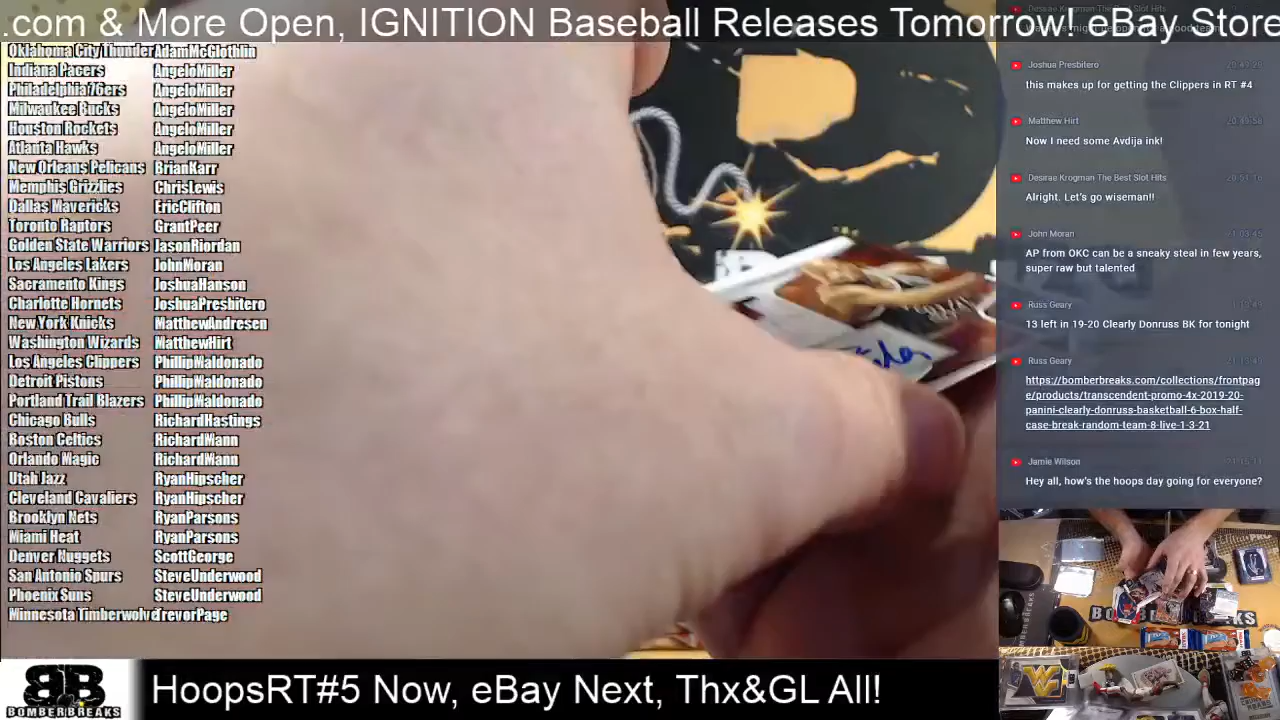 .com & More Open, IGNITION Baseball Releases Tomorrow! eBay Store
Oklahoma City Thunder AdamMcGlothlin
Indiana Pacers AngeloMiller
Philadelphia 76ers AngeloMiller
Milwaukee Bucks AngeloMiller
Houston Rockets AngeloMiller
Atlanta Hawks AngeloMiller
New Orleans Pelicans BrianKarr
Memphis Grizzlies ChrisLewis
Dallas Mavericks EricClifton
Toronto Raptors GrantPeer
Golden State Warriors JasonRiordan
Los Angeles Lakers JohnMoran
Sacramento Kings JoshuaHanson
Charlotte Hornets JoshuaPresbitero
New York Knicks MatthewAndresen
Washington Wizards MatthewHirt
Los Angeles Clippers PhillipMaldonado
Detroit Pistons PhillipMaldonado
Portland Trail Blazers PhillipMaldonado
Chicago Bulls RichardHastings
Boston Celtics RichardMann
Orlando Magic RichardMann
Utah Jazz RyanHipscher
Cleveland Cavaliers RyanHipscher
Brooklyn Nets RyanParsons
Miami Heat RyanParsons
Denver Nuggets ScottGeorge
San Antonio Spurs SteveUnderwood
Phoenix Suns SteveUnderwood
Minnesota Timberwolve TrevorPage
Desirae Krogman The Best Slot Hits
Joshua Presbitero
this makes up for getting the Clippers in RT #4
Matthew Hirt
Now I need some Avdija ink!
Desirae Krogman The Best Slot Hits
Alright. Let's go wiseman!!
John Moran
AP from OKC can be a sneaky steal in few years,
super raw but talented
Russ Geary
13 left in 19-20 Clearly Donruss BK for tonight
Russ Geary
https://bomberbreaks.com/collections/frontpag
e/products/transcendent-promo-4x-2019-20-
panini-clearly-donruss-basketball-6-box-half-
case-break-random-team-8-live-1-3-21
Jamie Wilson
Hey all, how's the hoops day going for everyone?
BOMBERBREAKS
HoopsRT#5 Now, eBay Next, Thx&GL All!